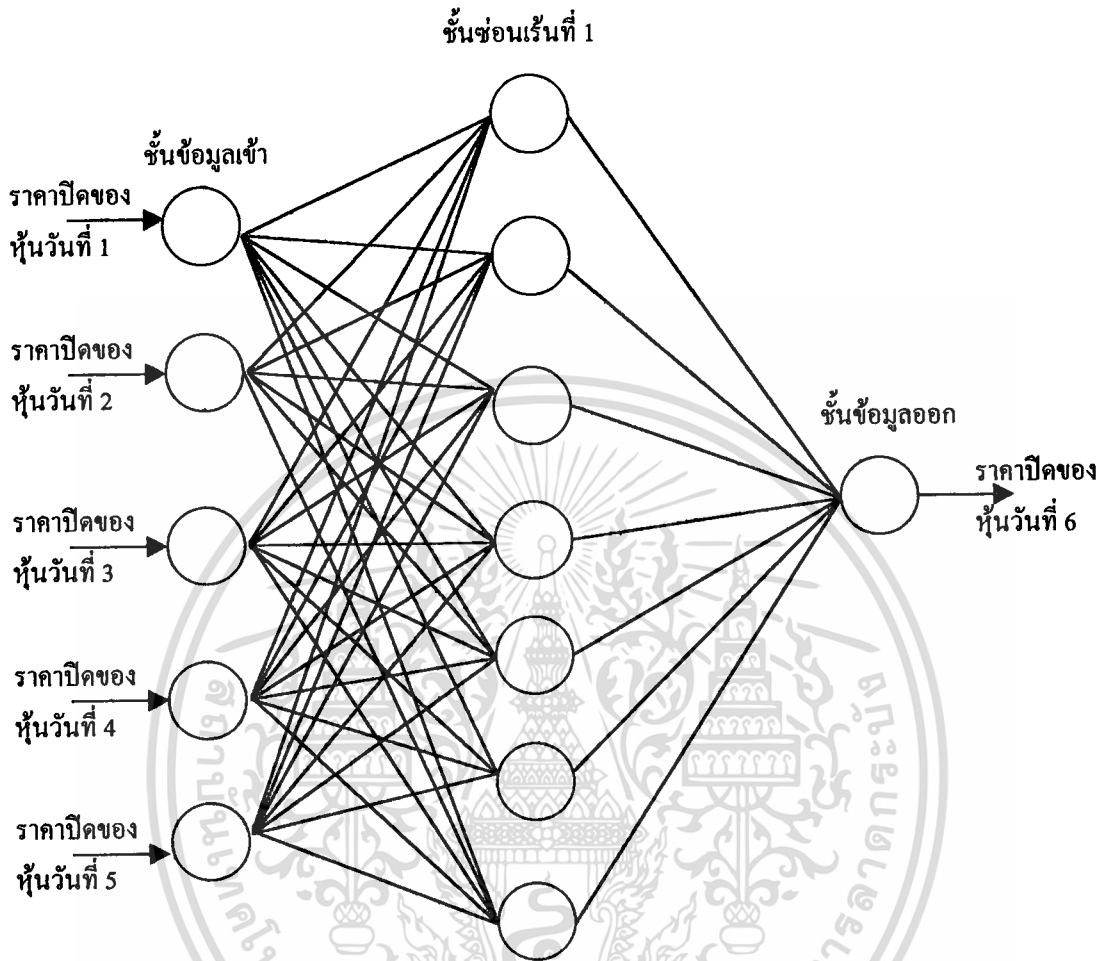 ชั้นซ่อนเร้นที่ 1
ชั้นข้อมูลเข้า
ราคาปิดของ
หุ้นวันที่ 1
ราคาปิดของ
หุ้นวันที่ 2
ราคาปิดของ
หุ้นวันที่ 3
ราคาปิดของ
หุ้นวันที่ 4
ราคาปิดของ
หุ้นวันที่ 5
ชั้นข้อมูลออก
ราคาปิดของ
หุ้นวันที่ 6